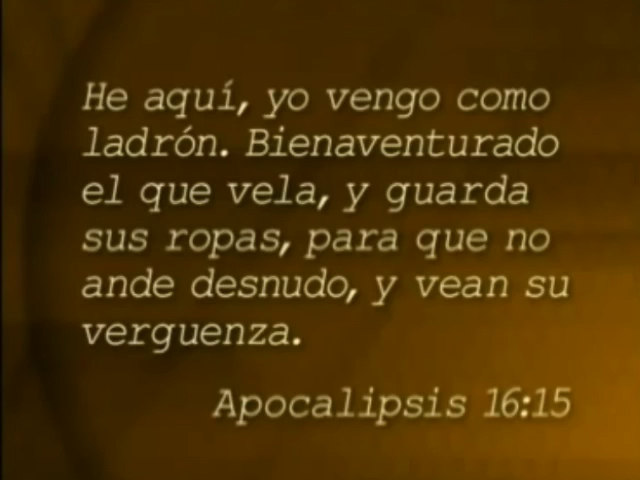 He aquí, yo vengo como
ladrón. Bienaventurado
el que vela, y guarda
sus ropas, para que no
ande desnudo, y vean su
verguenza.
Apocalipsis 16:15